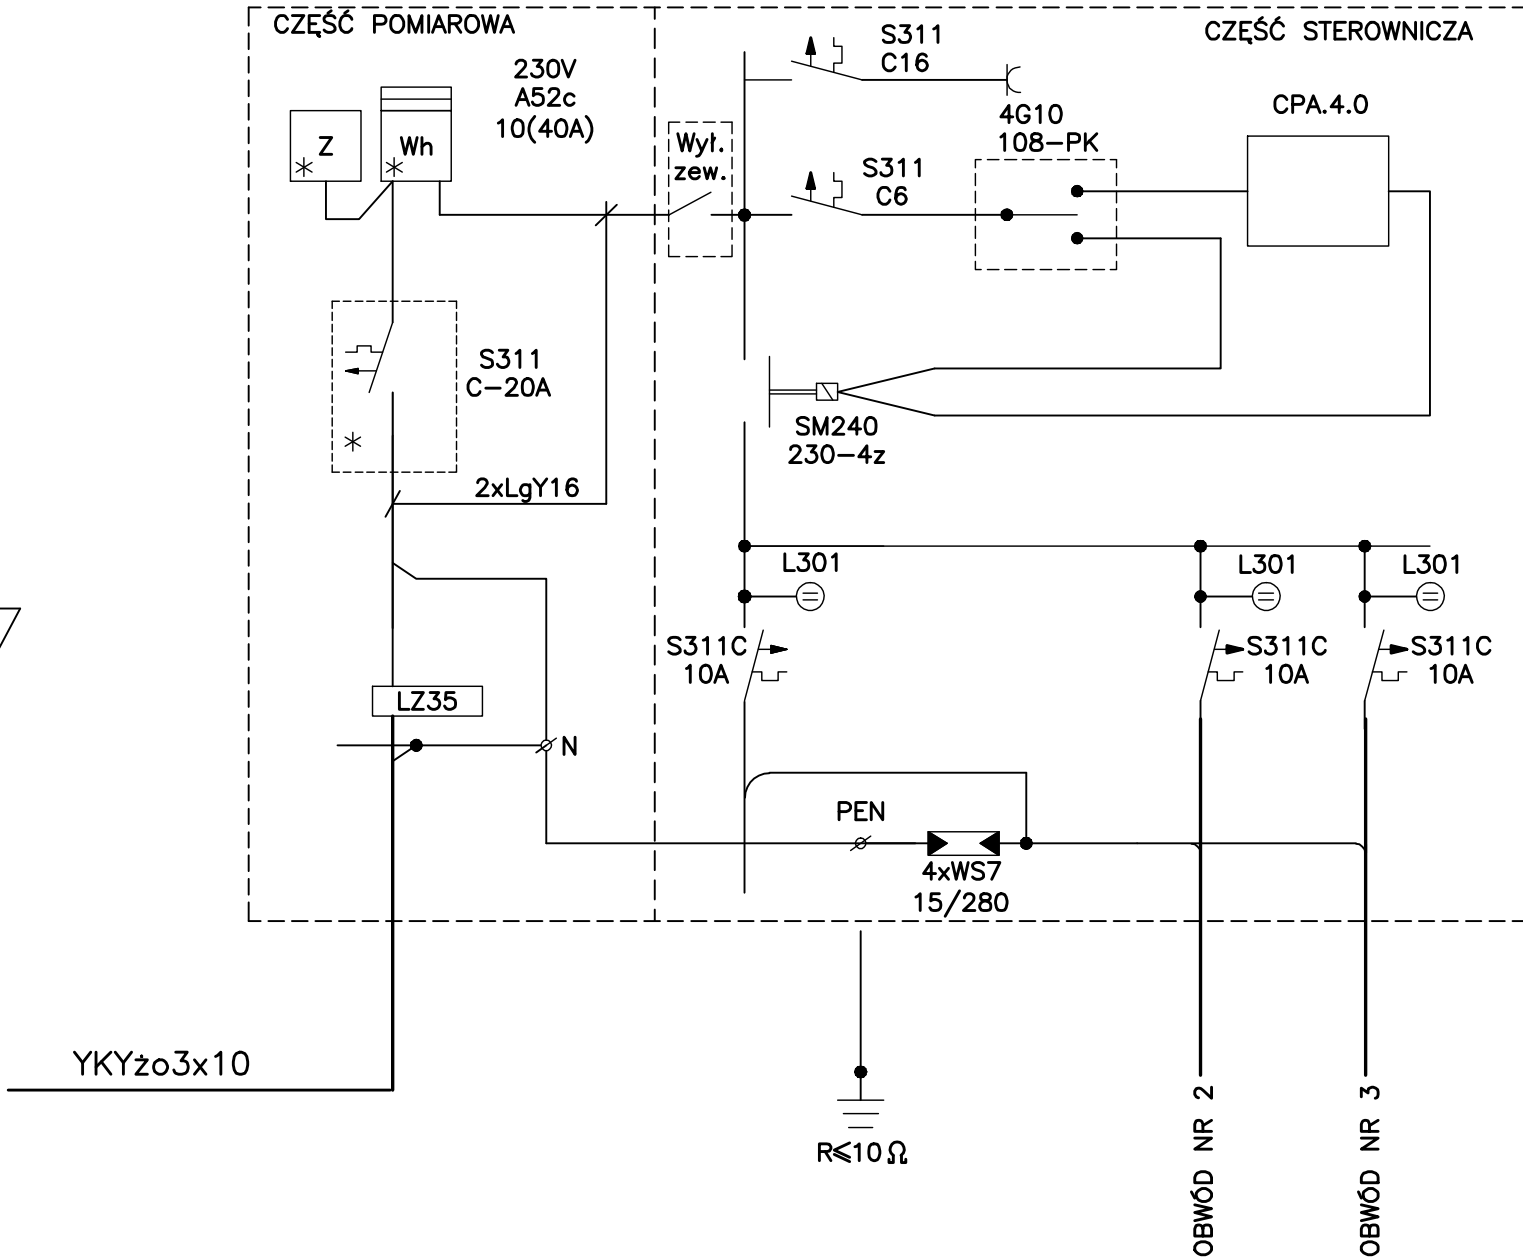 CZĘŚĆ POMIAROWA
CZĘŚĆ STEROWNICZA
230V
A52c
10(40A)
Z
Wh
Wył.
zew.
S311
C16
4G10
108-PK
CPA.4.0
S311
C6
S311
C-20A
SM240
230-4z
2xLgY16
L301
L301
L301
S311C
10A
S311C
10A
S311C
10A
LZ35
N
PEN
4xWS7
15/280
YKYżo3x10
R⩽10Ω
OBWÓD NR 2
OBWÓD NR 3